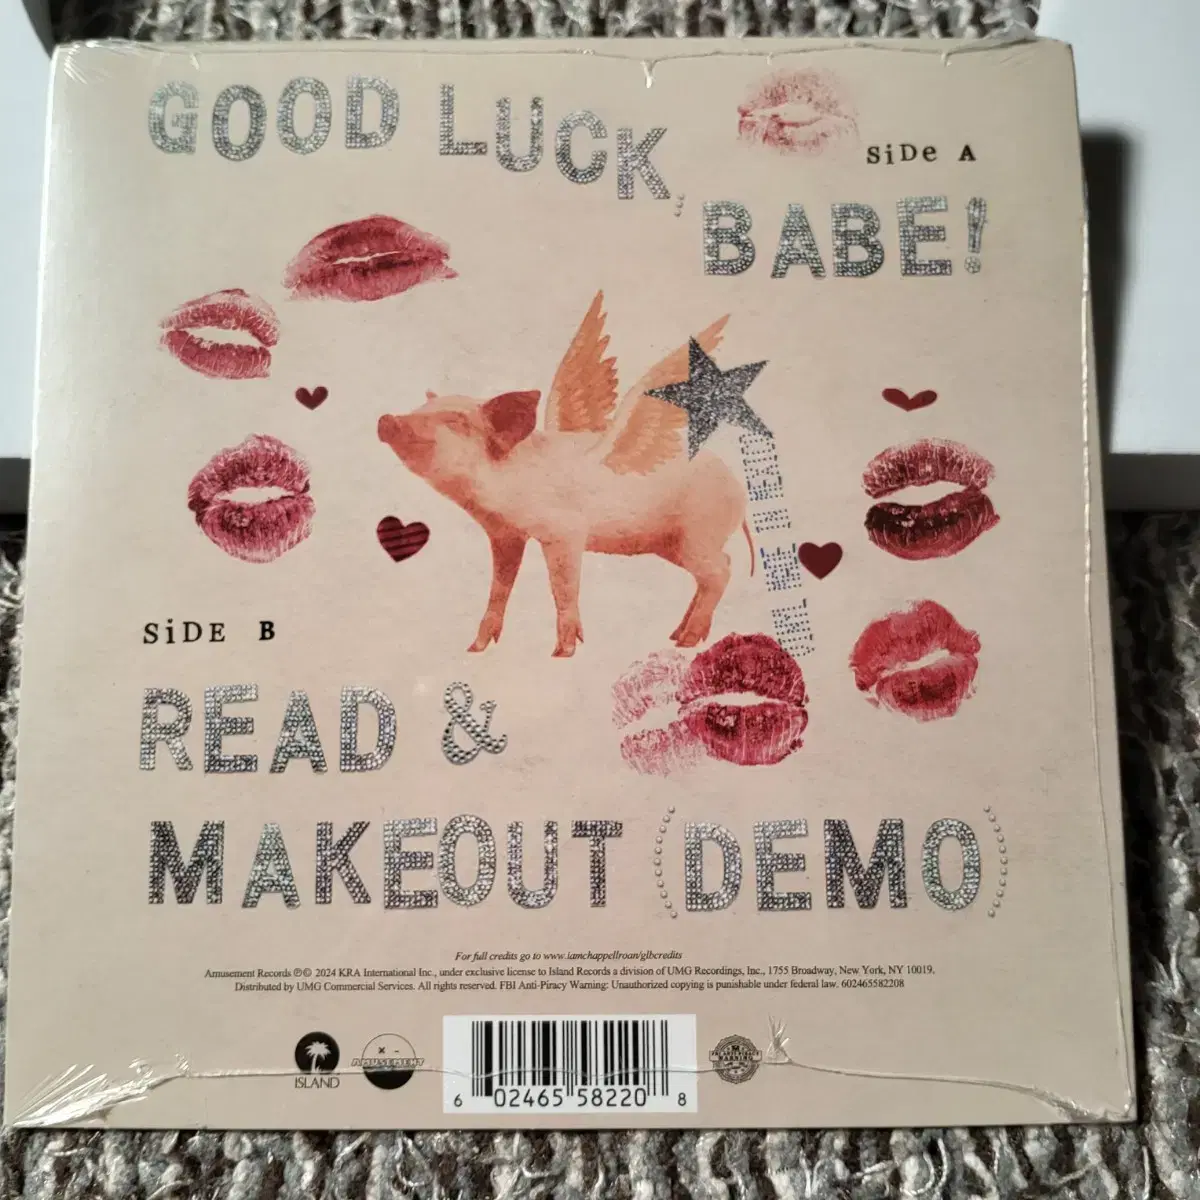 GOOD LUCK,
SiDe A
BABE!
SiDE B
READ &
MAKEOUT (DEMO)
For full credits go to www.iamchappellroan/glbcredits
Amusement Records ℗© 2024 KRA International Inc., under exclusive license to Island Records a division of UMG Recordings, Inc., 1755 Broadway, New York, NY 10019.
Distributed by UMG Commercial Services. All rights reserved. FBI Anti-Piracy Warning: Unauthorized copying is punishable under federal law. 602465582208
ISLAND
AMUSEMENT
6 02465 58220 8